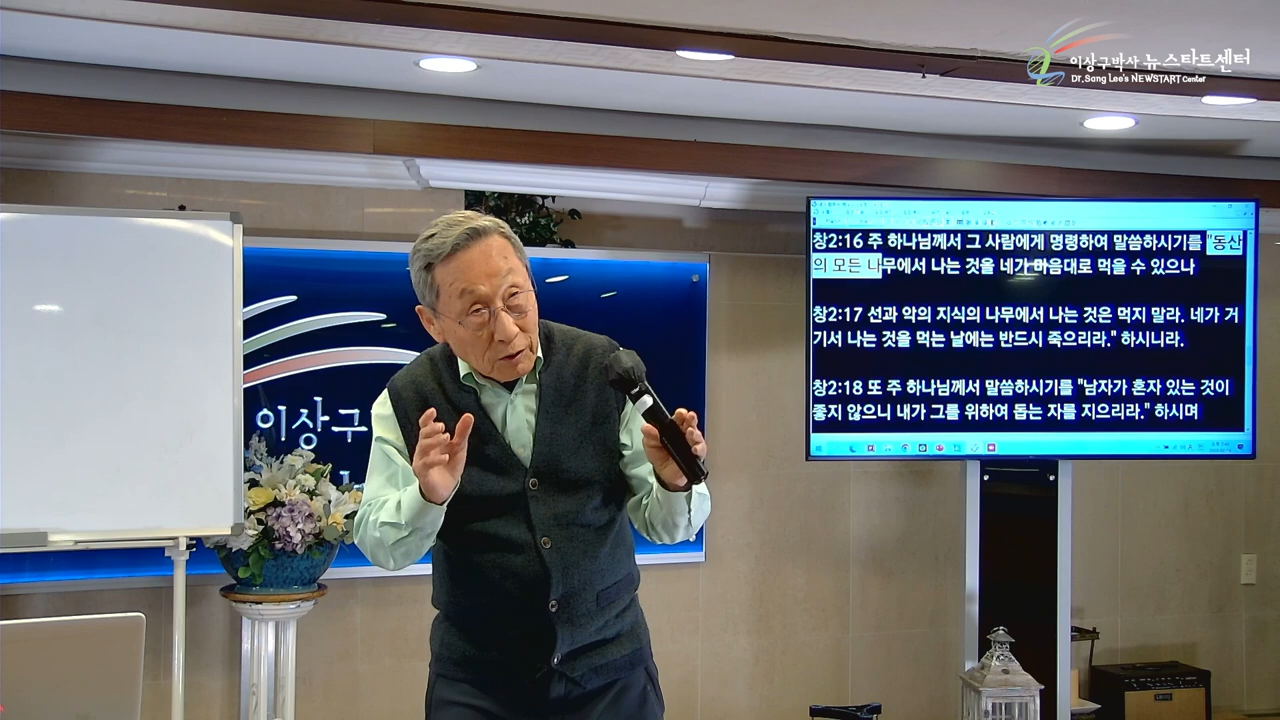 이상구박사 뉴스타트센터
Dr. Sang Lee's NEWSTART Center
창2:16 주 하나님께서 그 사람에게 명령하여 말씀하시기를 "동산
의 모든 나무에서 나는 것을 네가 마음대로 먹을 수 있으나
창2:17 선과 악의 지식의 나무에서 나는 것은 먹지 말라. 네가 거
기서 나는 것을 먹는 날에는 반드시 죽으리라." 하시니라.
창2:18 또 주 하나님께서 말씀하시기를 "남자가 혼자 있는 것이
좋지 않으니 내가 그를 위하여 돕는 자를 지으리라." 하시며
이상구